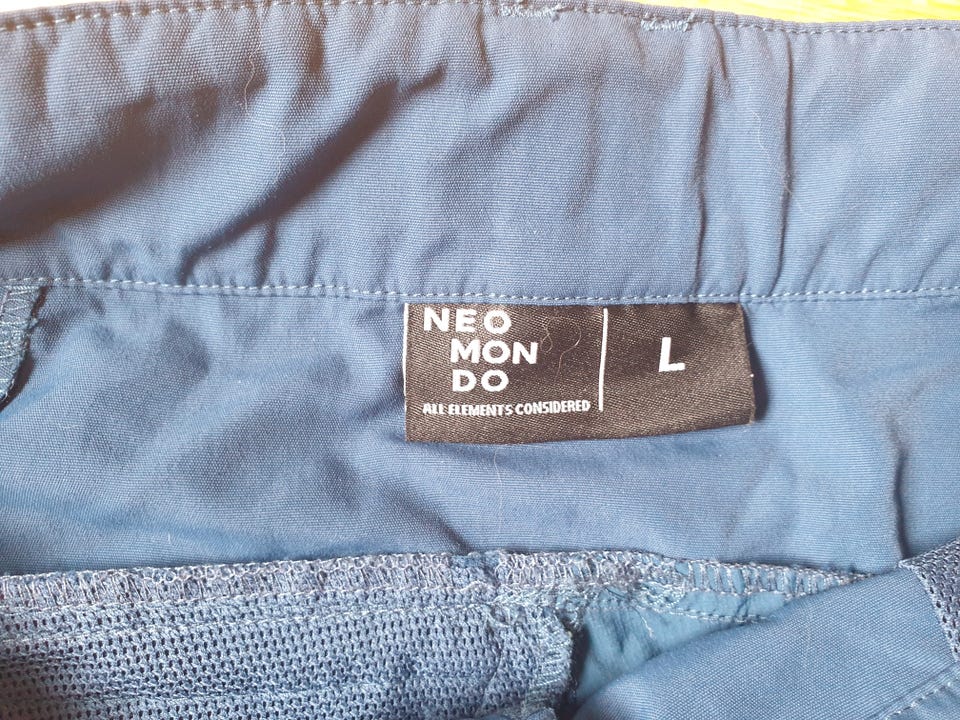 NEO
MON
DO
ALL ELEMENTS CONSIDERED
L